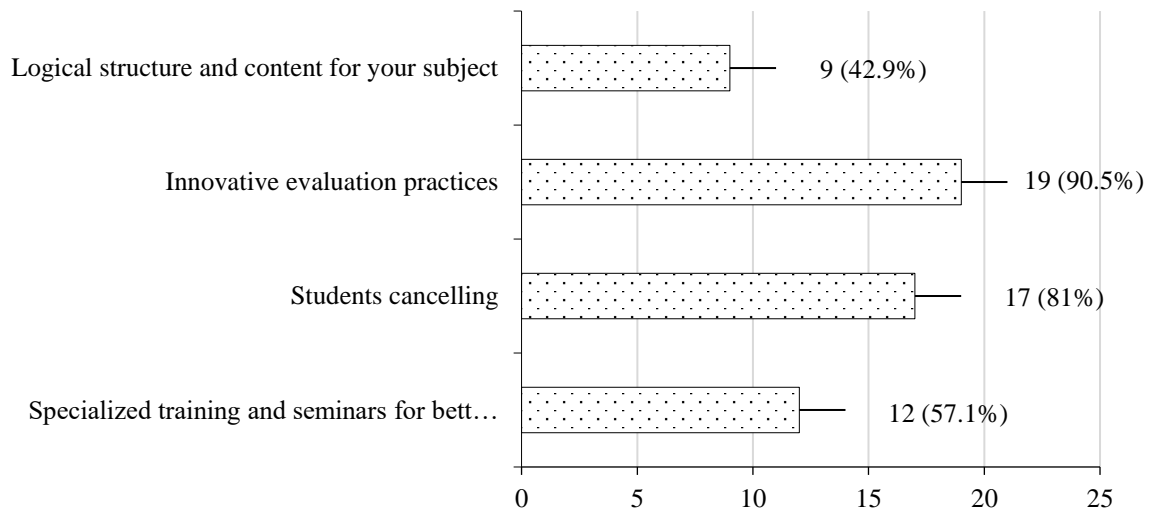 Logical structure and content for your subject
9 (42.9%)
Innovative evaluation practices
19 (90.5%)
Students cancelling
17 (81%)
Specialized training and seminars for bett…
12 (57.1%)
0 5 10 15 20 25